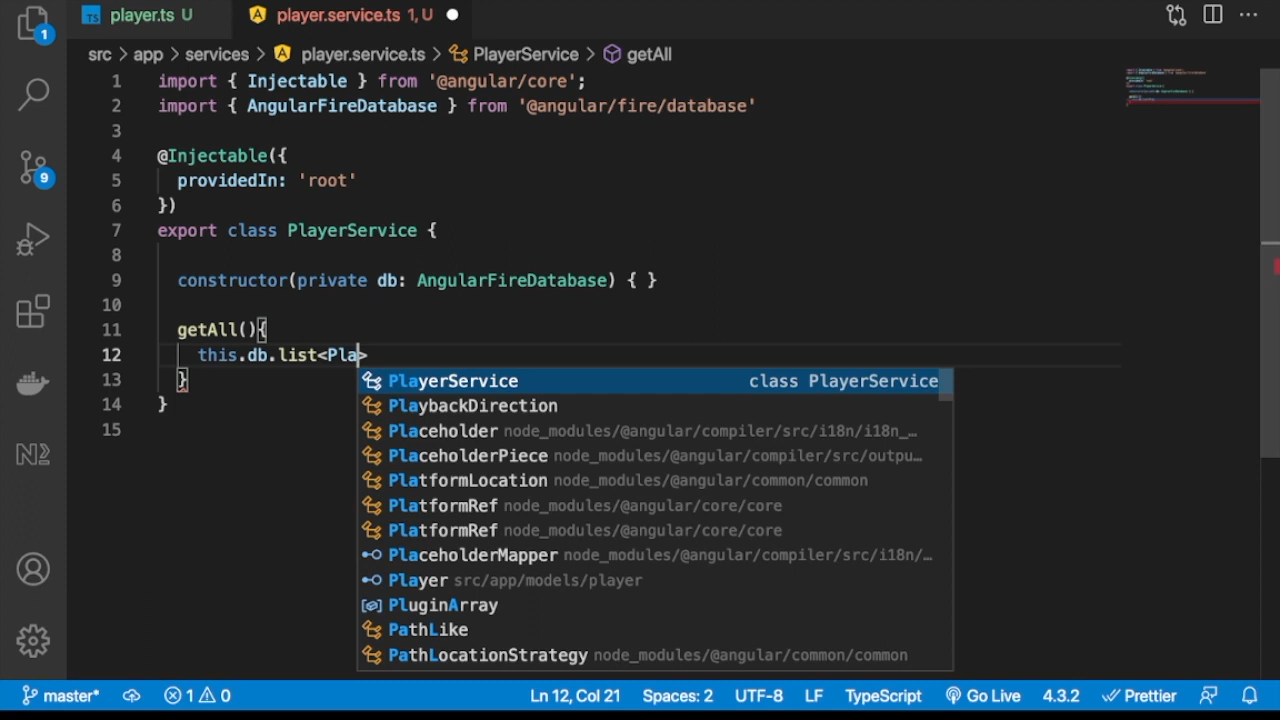 TS player.ts U
player.service.ts 1, U
1
src > app > services > player.service.ts > PlayerService > getAll
1 import { Injectable } from '@angular/core';
2 import { AngularFireDatabase } from '@angular/fire/database'
3
4 @Injectable({
5 providedIn: 'root'
6 })
7 export class PlayerService {
8
9 constructor(private db: AngularFireDatabase) { }
10
11 getAll(){
12 this.db.list<Pla>
13 }
14 }
15
9
PlayerService class PlayerService
PlaybackDirection
Placeholder node_modules/@angular/compiler/src/i18n/i18n_…
PlaceholderPiece node_modules/@angular/compiler/src/outpu…
PlatformLocation node_modules/@angular/common/common
PlatformRef node_modules/@angular/core/core
PlatformRef node_modules/@angular/core/core
PlaceholderMapper node_modules/@angular/compiler/src/i18n/…
Player src/app/models/player
PluginArray
PathLike
PathLocationStrategy node_modules/@angular/common/common
master* 1 0 Ln 12, Col 21 Spaces: 2 UTF-8 LF TypeScript Go Live 4.3.2 Prettier